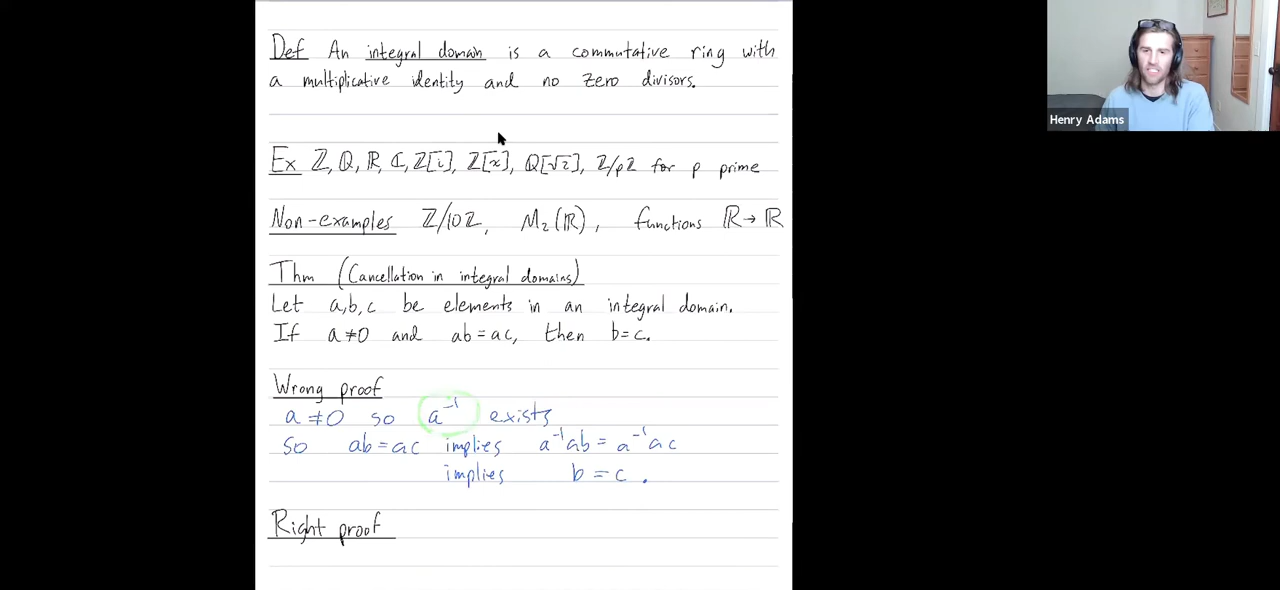 Def An integral domain is a commutative ring with
a multiplicative identity and no zero divisors.
Ex ℤ, ℚ, ℝ, ℂ, ℤ[i], ℤ[x], ℚ[√2], ℤ/pℤ for p prime
Non-examples ℤ/10ℤ, M₂(ℝ), functions ℝ → ℝ
Thm (Cancellation in integral domains)
Let a,b,c be elements in an integral domain.
If a≠0 and ab=ac, then b=c.
Wrong proof
a≠0 so a⁻¹ exists
so ab=ac implies a⁻¹ab = a⁻¹ac
implies b = c.
Right proof
Henry Adams